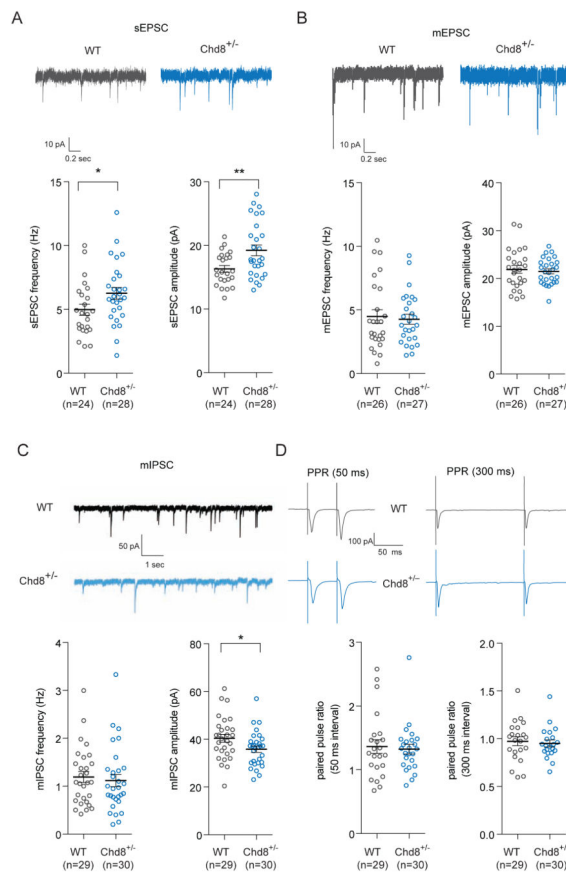 A
sEPSC
WT
Chd8+/-
10 pA
0.2 sec
*
**
15
10
5
0
sEPSC frequency (Hz)
WT
(n=24)
Chd8+/-
(n=28)
30
20
10
0
sEPSC amplitude (pA)
WT
(n=24)
Chd8+/-
(n=28)
B
mEPSC
WT
Chd8+/-
10 pA
0.2 sec
15
10
5
0
mEPSC frequency (Hz)
WT
(n=26)
Chd8+/-
(n=27)
40
30
20
10
0
mEPSC amplitude (pA)
WT
(n=26)
Chd8+/-
(n=27)
C
mIPSC
WT
50 pA
1 sec
Chd8+/-
4
3
2
1
0
mIPSC frequency (Hz)
WT
(n=29)
Chd8+/-
(n=30)
*
80
60
40
20
0
mIPSC amplitude (pA)
WT
(n=29)
Chd8+/-
(n=30)
D
PPR (50 ms)
PPR (300 ms)
WT
100 pA
50 ms
Chd8+/-
3
2
1
0
paired pulse ratio
(50 ms interval)
WT
(n=29)
Chd8+/-
(n=30)
2.0
1.5
1.0
0.5
0.0
paired pulse ratio
(300 ms interval)
WT
(n=29)
Chd8+/-
(n=30)